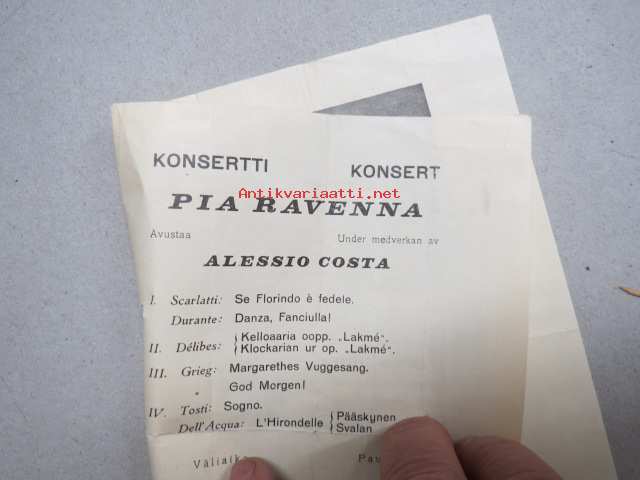 KONSERTTI KONSERT
Antikvariaatti.net
PIA RAVENNA
Avustaa Under medverkan av
ALESSIO COSTA
I. Scarlatti: Se Florindo è fedele.
Durante: Danza, Fanciulla!
II. Délibes: { Kelloaaria oopp. „Lakmé“.
{ Klockarian ur op. „Lakmé“.
III. Grieg: Margarethes Vuggesang.
" God Morgen!
IV. Tosti: Sogno.
Dell'Acqua: L'Hirondelle { Pääskynen
{ Svalan
Väliaika Pau